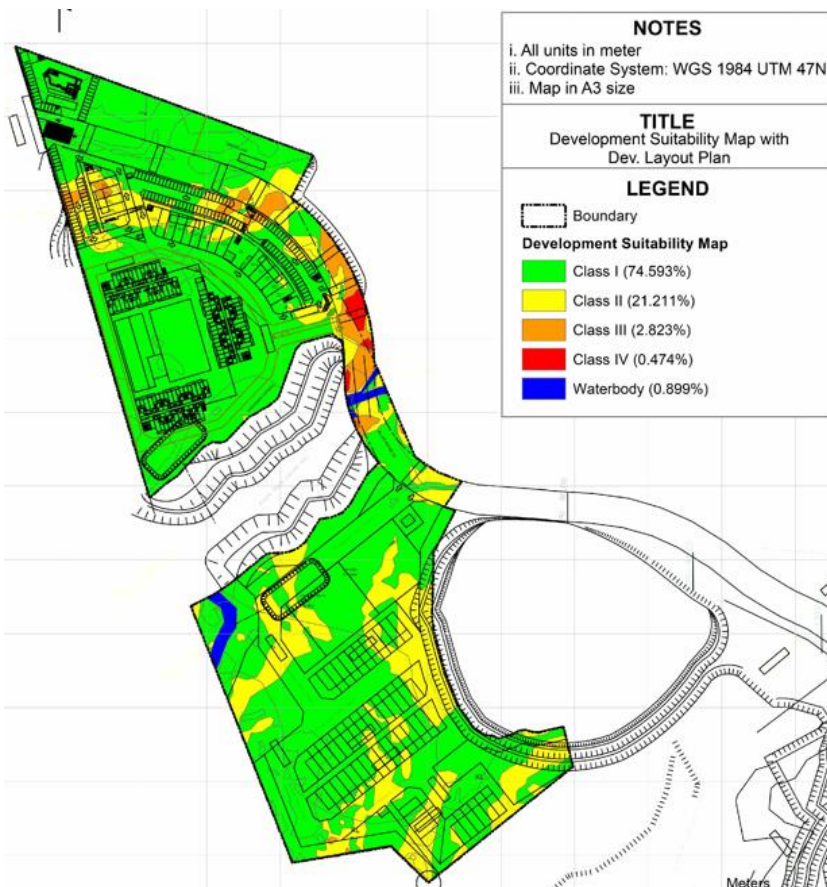 NOTES
i. All units in meter
ii. Coordinate System: WGS 1984 UTM 47N
iii. Map in A3 size
TITLE
Development Suitability Map with
Dev. Layout Plan
LEGEND
Boundary
Development Suitability Map
Class I (74.593%)
Class II (21.211%)
Class III (2.823%)
Class IV (0.474%)
Waterbody (0.899%)
Meters